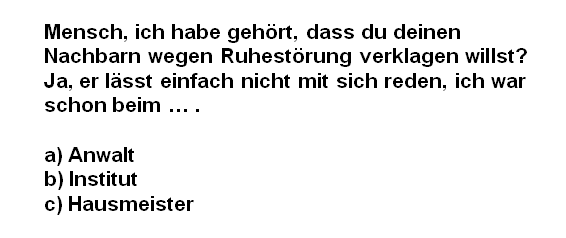 Mensch, ich habe gehört, dass du deinen
Nachbarn wegen Ruhestörung verklagen willst?
Ja, er lässt einfach nicht mit sich reden, ich war
schon beim ... .
a) Anwalt
b) Institut
c) Hausmeister